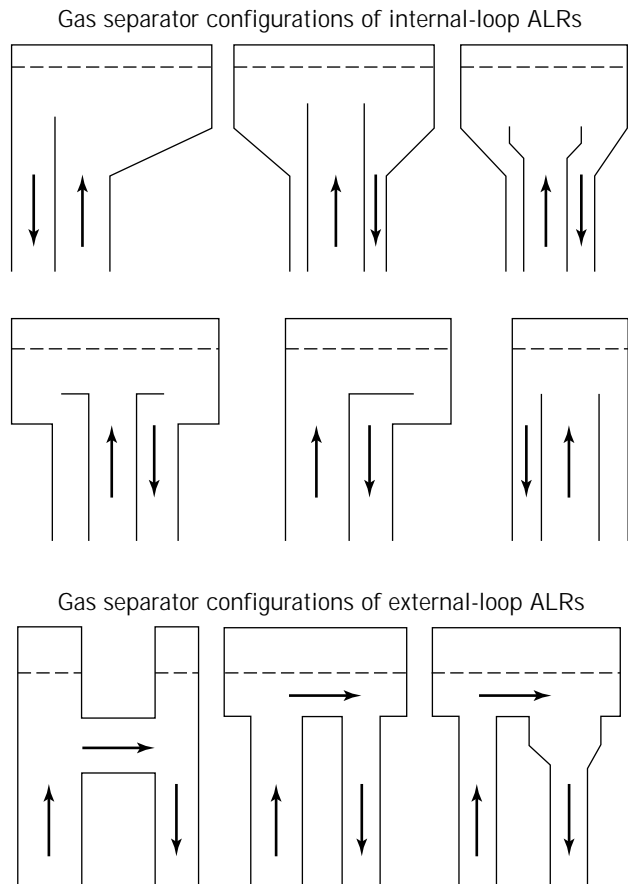 Gas separator configurations of internal-loop ALRs
Gas separator configurations of external-loop ALRs